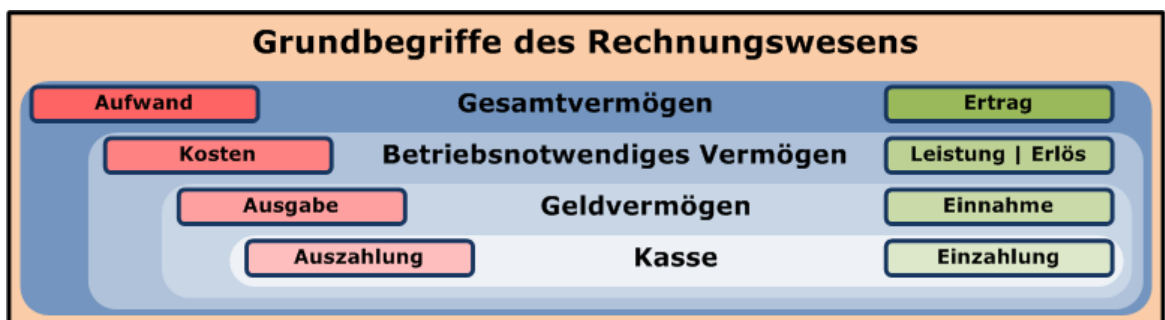 Grundbegriffe des Rechnungswesens
Aufwand Gesamtvermögen Ertrag
Kosten Betriebsnotwendiges Vermögen Leistung | Erlös
Ausgabe Geldvermögen Einnahme
Auszahlung Kasse Einzahlung